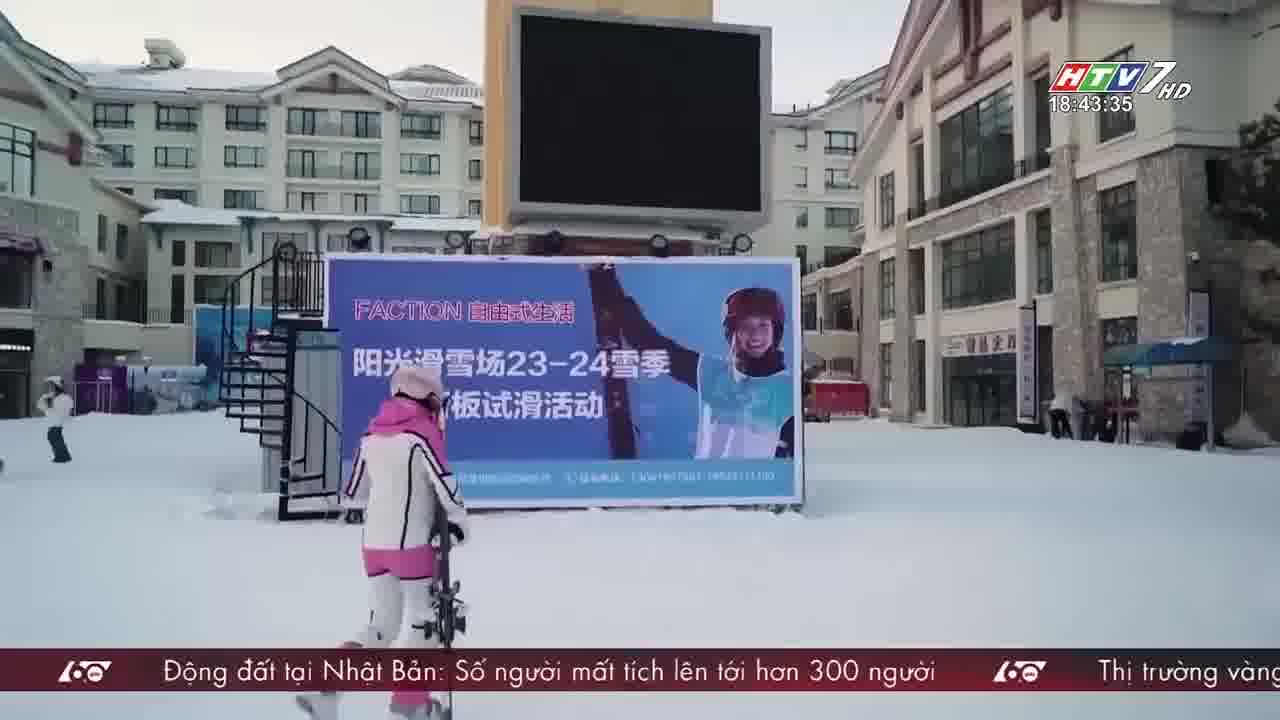 HTV7 HD
18:43:35
FACTION 自由式生活
阳光滑雪场23-24雪季
板试滑活动
60 Động đất tại Nhật Bản: Số người mất tích lên tới hơn 300 người 60 Thị trường vàng